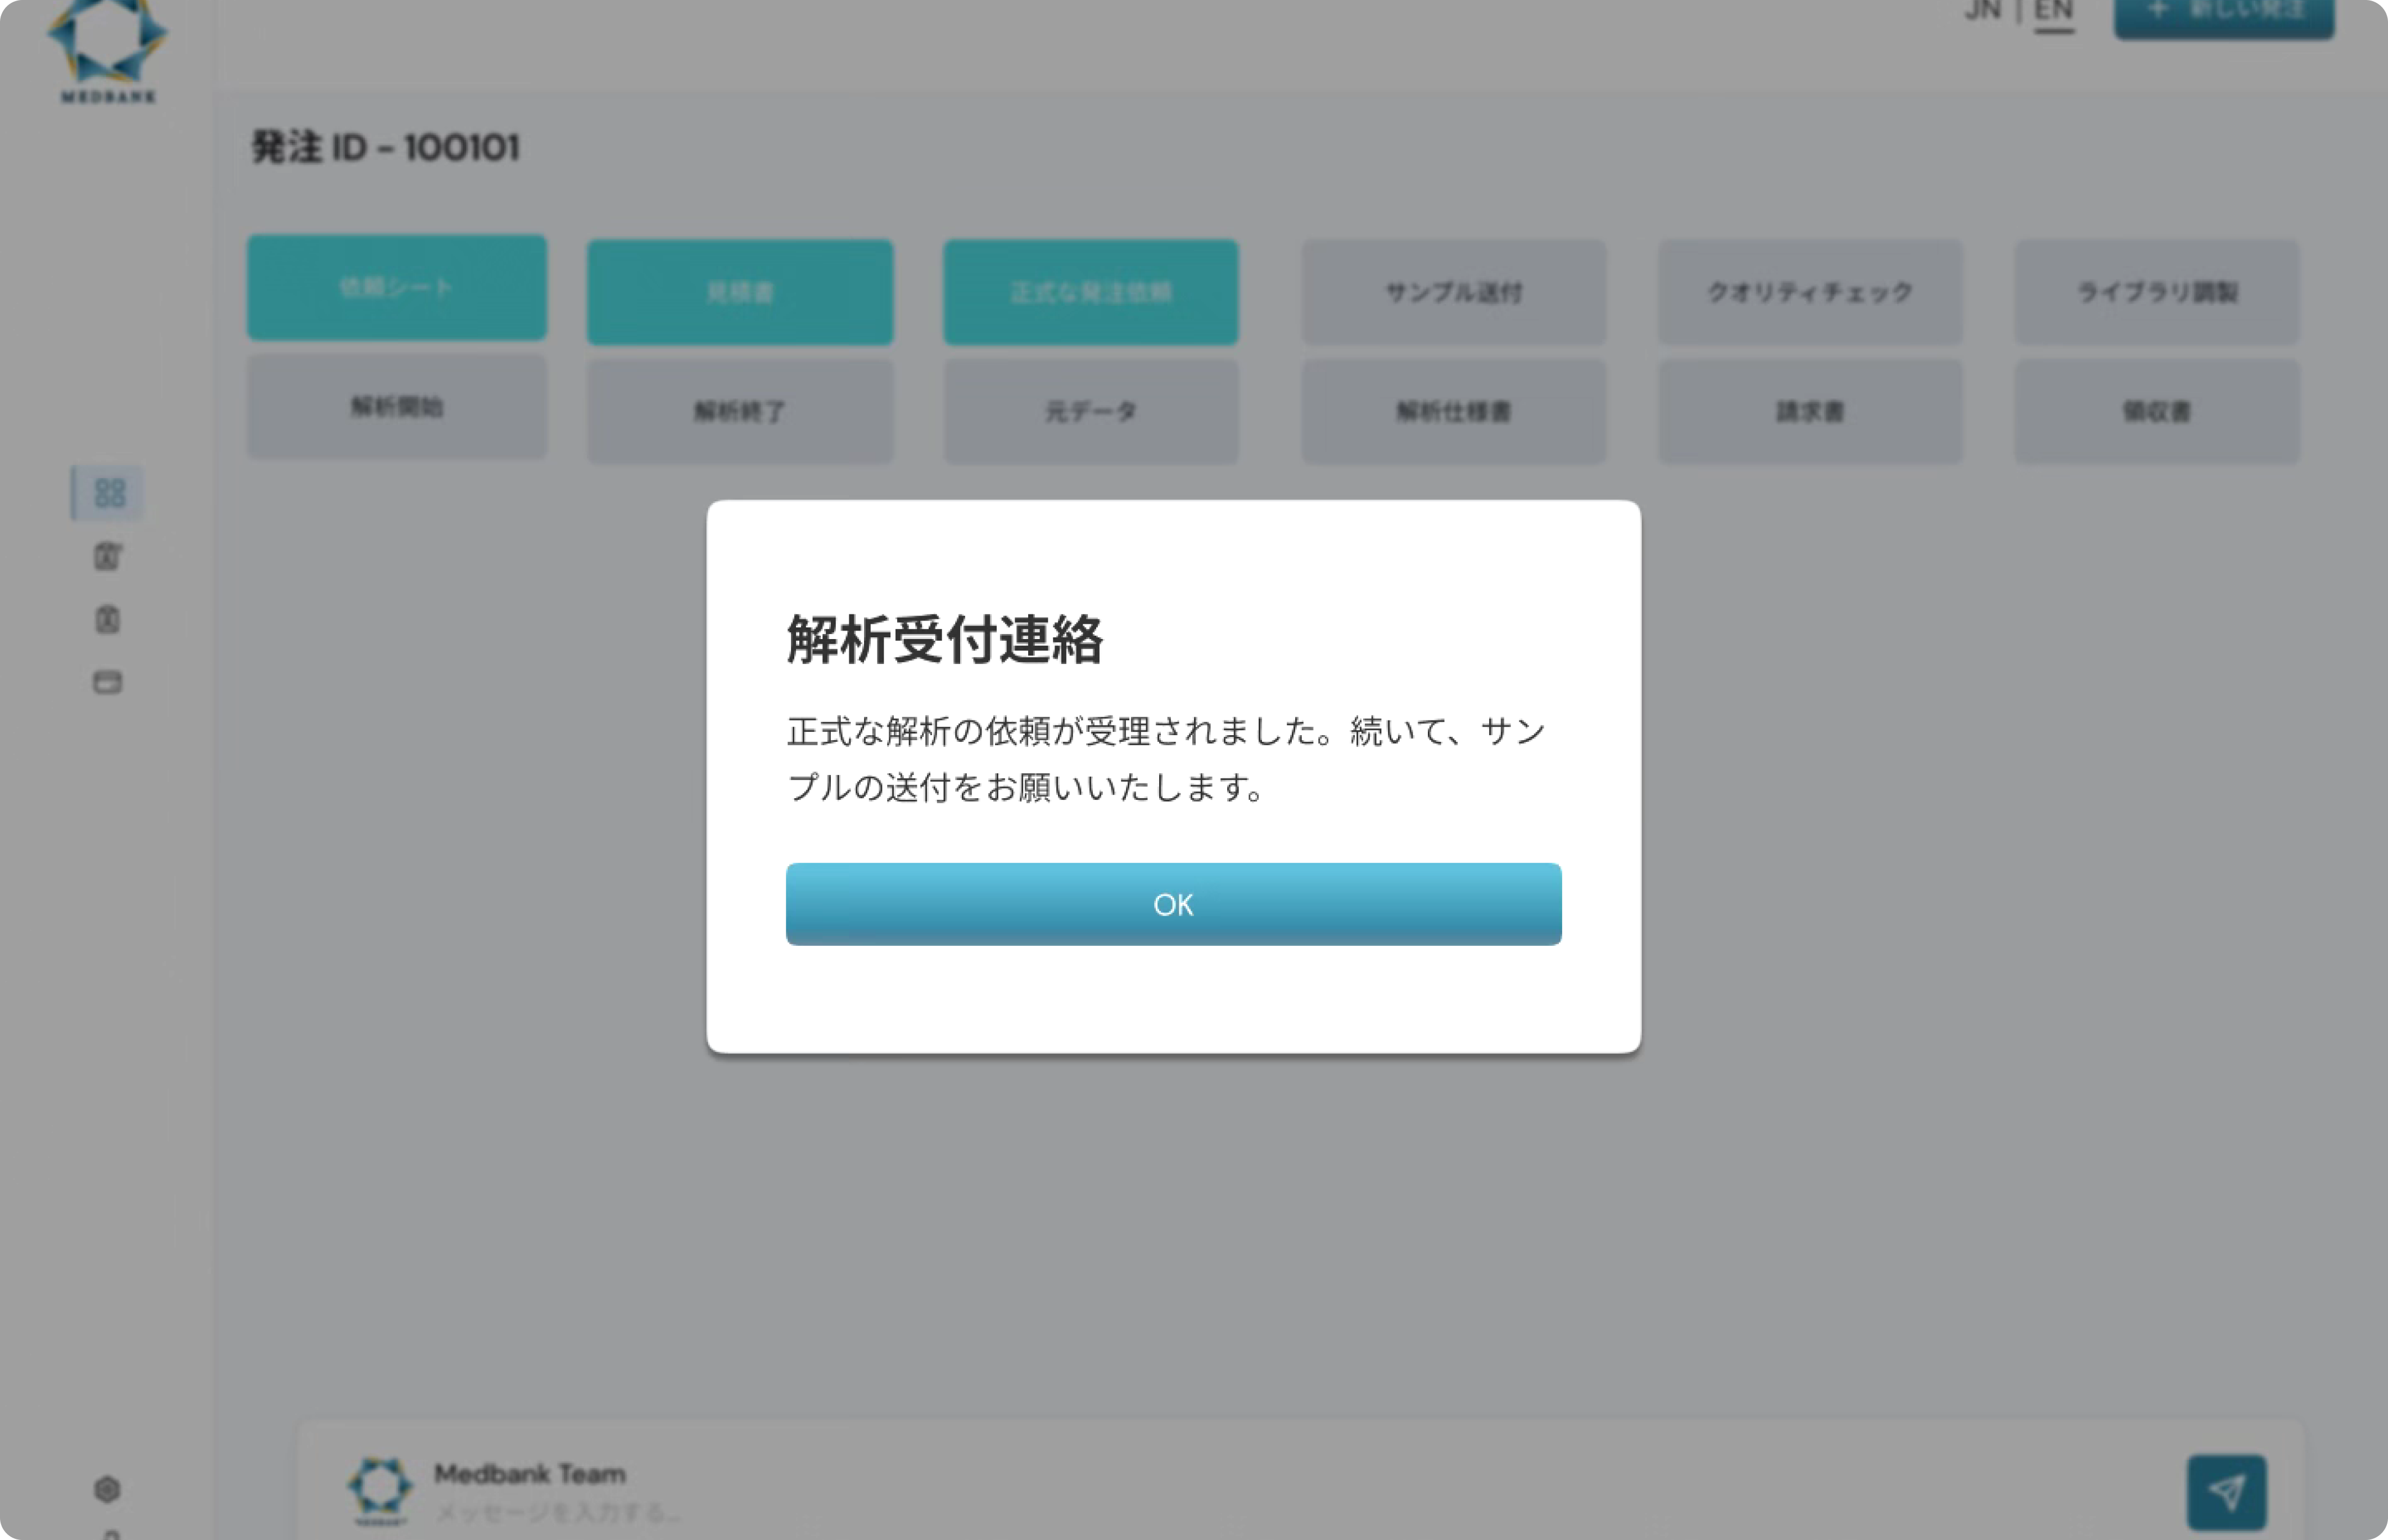 MEDBANK
JN | EN
+ 新しい発注
発注 ID – 100101
依頼シート
見積書
正式な発注依頼
サンプル送付
クオリティチェック
ライブラリ調製
解析開始
解析終了
元データ
解析仕様書
請求書
領収書
解析受付連絡
正式な解析の依頼が受理されました。続いて、サン
プルの送付をお願いいたします。
OK
Medbank Team
メッセージを入力する...
MEDBANK